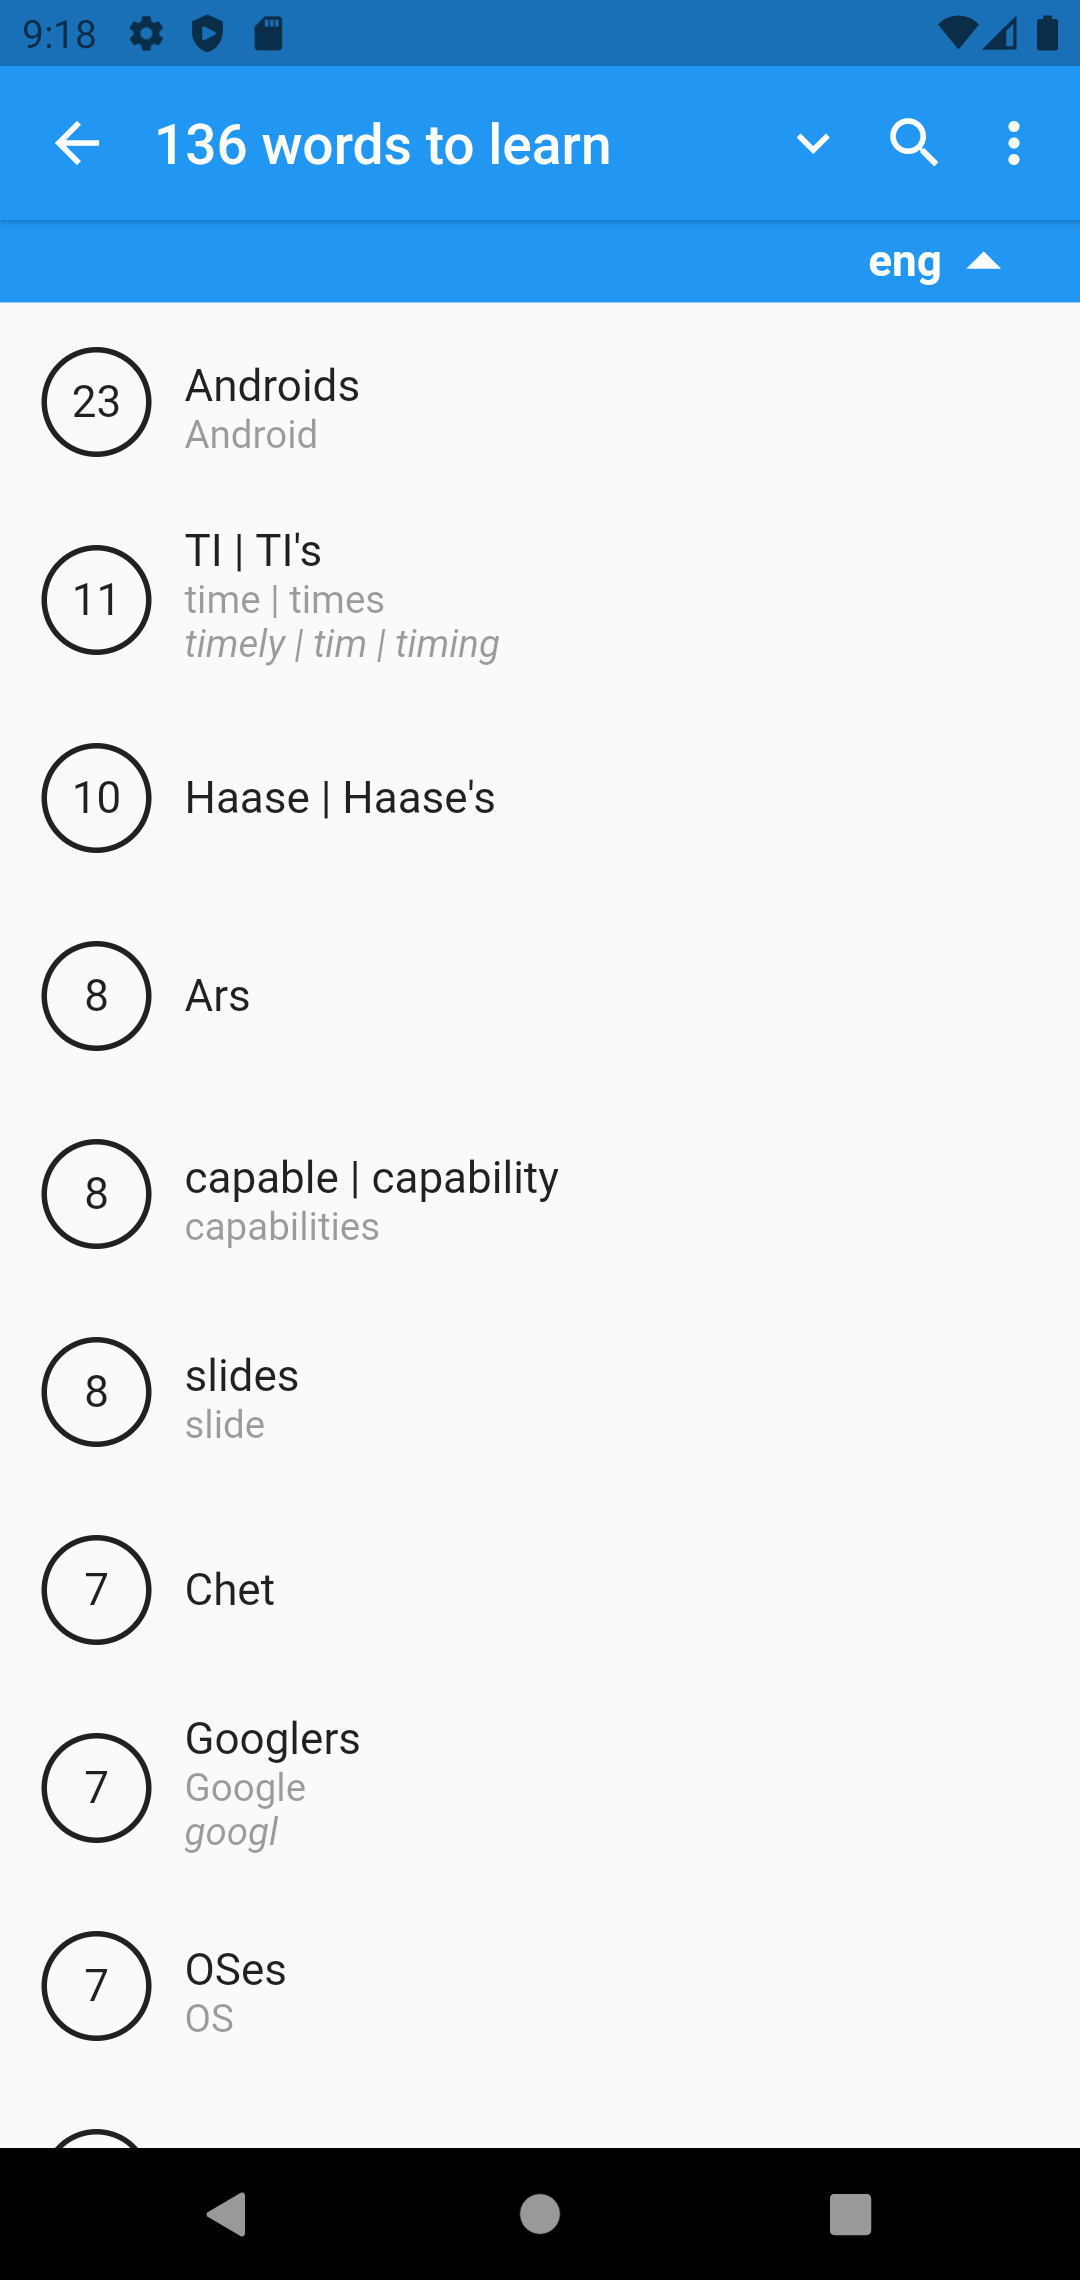 9:18
136 words to learn
eng
23
Androids
Android
11
TI | TI's
time | times
timely | tim | timing
10
Haase | Haase's
8
Ars
8
capable | capability
capabilities
8
slides
slide
7
Chet
7
Googlers
Google
googl
7
OSes
OS